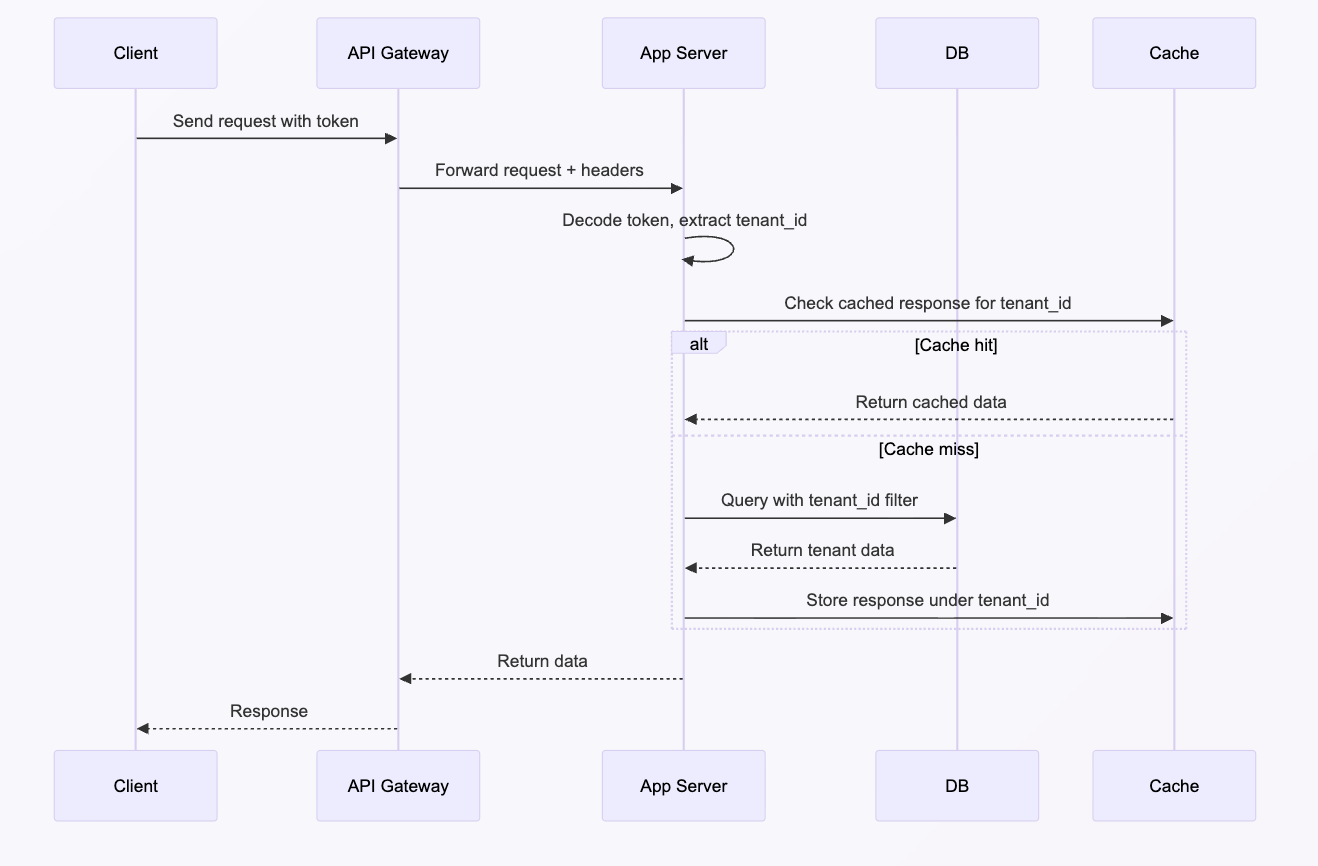 Client
API Gateway
App Server
DB
Cache
Send request with token
Forward request + headers
Decode token, extract tenant_id
Check cached response for tenant_id
alt
[Cache hit]
Return cached data
[Cache miss]
Query with tenant_id filter
Return tenant data
Store response under tenant_id
Return data
Response
Client
API Gateway
App Server
DB
Cache